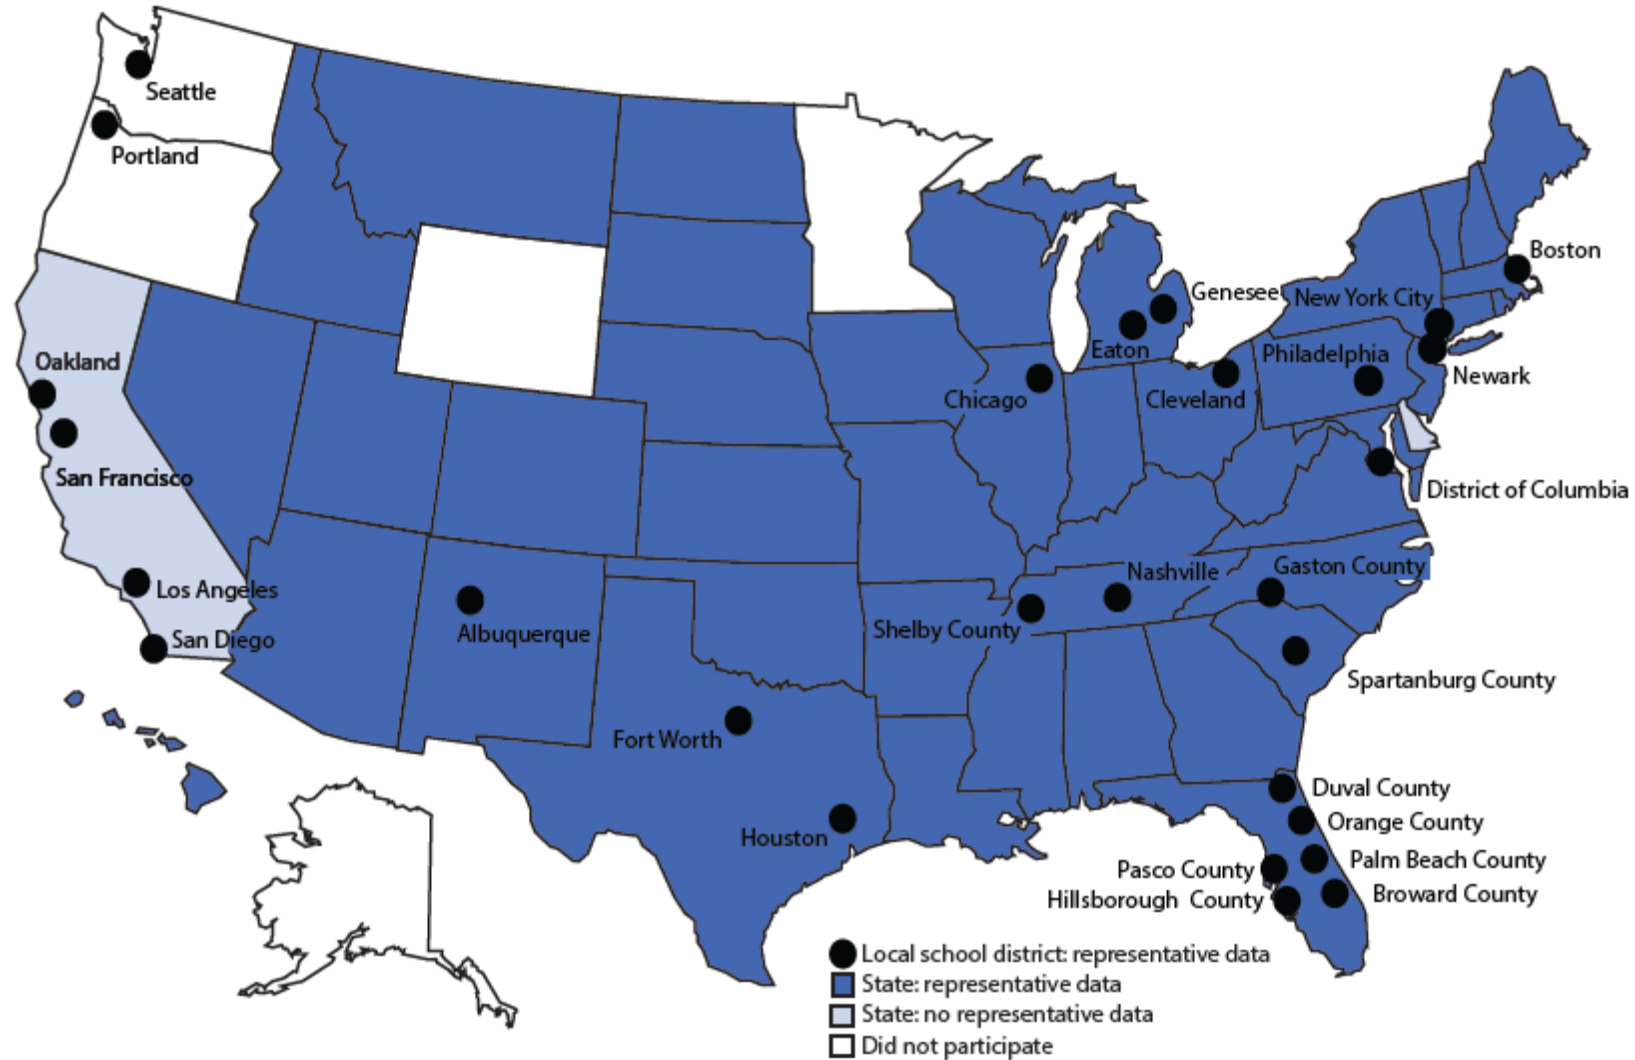 Seattle
Portland
Boston
Genesee
New York City
Eaton
Philadelphia
Oakland
Newark
Chicago
Cleveland
San Francisco
District of Columbia
Gaston County
Nashville
Los Angeles
Shelby County
Albuquerque
San Diego
Spartanburg County
Fort Worth
Duval County
Orange County
Houston
Palm Beach County
Pasco County
Broward County
Hillsborough County
Local school district: representative data
State: representative data
State: no representative data
Did not participate